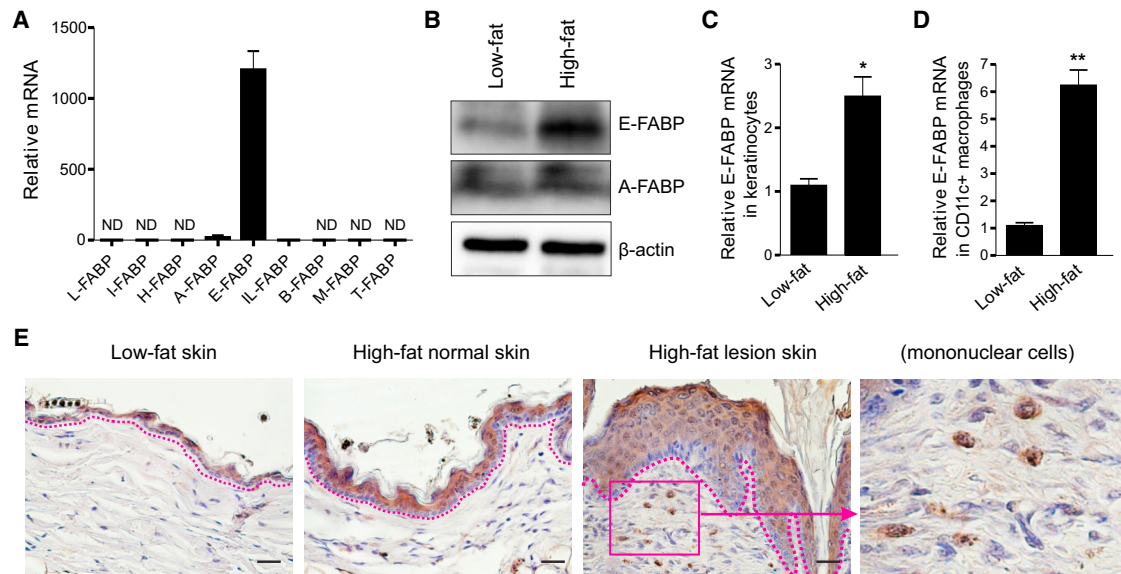 A
Relative mRNA
1500
1000
500
0
ND
ND
ND
ND
ND
ND
L-FABP
I-FABP
H-FABP
A-FABP
E-FABP
IL-FABP
B-FABP
M-FABP
T-FABP
B
Low-fat
High-fat
E-FABP
A-FABP
β-actin
C
Relative E-FABP mRNA
in keratinocytes
3
2
1
0
*
Low-fat
High-fat
D
Relative E-FABP mRNA
in CD11c+ macrophages
7
6
5
4
3
2
1
0
**
Low-fat
High-fat
E
Low-fat skin
High-fat normal skin
High-fat lesion skin
(mononuclear cells)